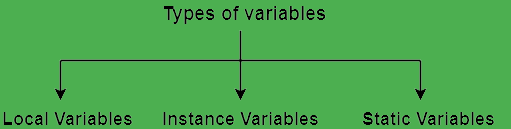 Types of variables
Local Variables Instance Variables Static Variables